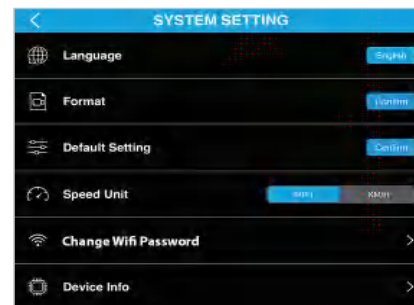 SYSTEM SETTING
Language English
Format Confirm
Default Setting Confirm
Speed Unit MPH KM/H
Change Wifi Password
Device Info